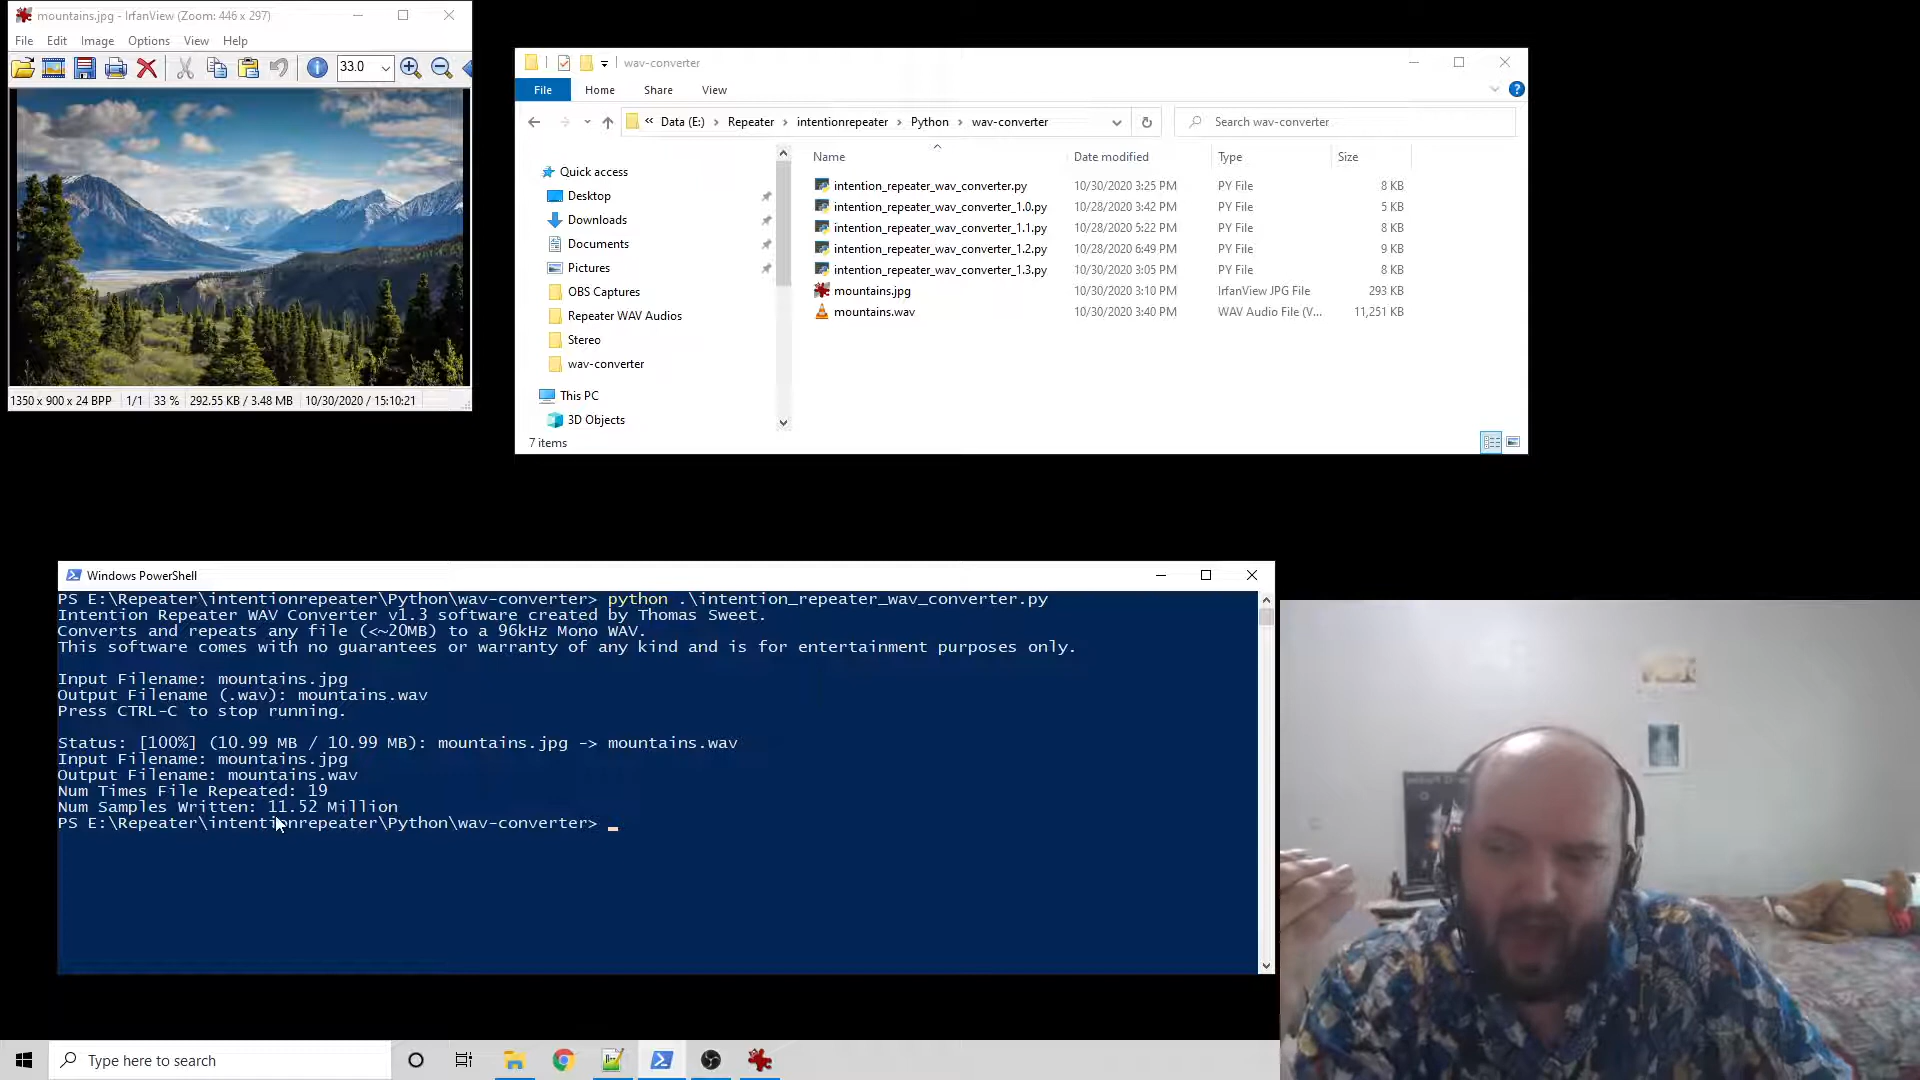 mountains.jpg - IrfanView (Zoom: 446 x 297)
File Edit Image Options View Help
33.0
1350 x 900 x 24 BPP 1/1 33 % 292.55 KB / 3.48 MB 10/30/2020 / 15:10:21
wav-converter
File Home Share View
« Data (E:) > Repeater > intentionrepeater > Python > wav-converter
Search wav-converter
Quick access
Desktop
Downloads
Documents
Pictures
OBS Captures
Repeater WAV Audios
Stereo
wav-converter
This PC
3D Objects
Name Date modified Type Size
intention_repeater_wav_converter.py 10/30/2020 3:25 PM PY File 8 KB
intention_repeater_wav_converter_1.0.py 10/28/2020 3:42 PM PY File 5 KB
intention_repeater_wav_converter_1.1.py 10/28/2020 5:22 PM PY File 8 KB
intention_repeater_wav_converter_1.2.py 10/28/2020 6:49 PM PY File 9 KB
intention_repeater_wav_converter_1.3.py 10/30/2020 3:05 PM PY File 8 KB
mountains.jpg 10/30/2020 3:10 PM IrfanView JPG File 293 KB
mountains.wav 10/30/2020 3:40 PM WAV Audio File (V... 11,251 KB
7 items
Windows PowerShell
PS E:\Repeater\intentionrepeater\Python\wav-converter> python .\intention_repeater_wav_converter.py
Intention Repeater WAV Converter v1.3 software created by Thomas Sweet.
Converts and repeats any file (<~20MB) to a 96kHz Mono WAV.
This software comes with no guarantees or warranty of any kind and is for entertainment purposes only.
Input Filename: mountains.jpg
Output Filename (.wav): mountains.wav
Press CTRL-C to stop running.
Status: [100%] (10.99 MB / 10.99 MB): mountains.jpg -> mountains.wav
Input Filename: mountains.jpg
Output Filename: mountains.wav
Num Times File Repeated: 19
Num Samples Written: 11.52 Million
PS E:\Repeater\intentionrepeater\Python\wav-converter>
Type here to search